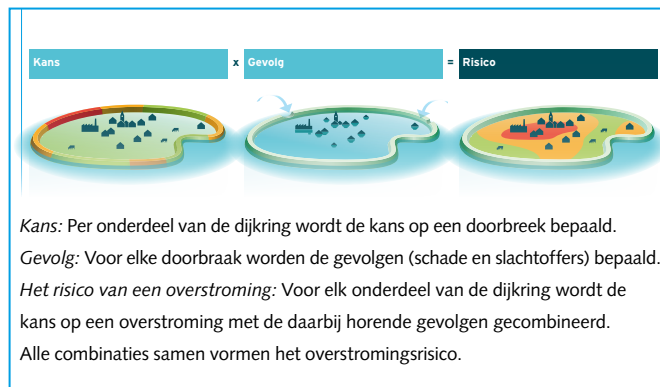 Kans x Gevolg = Risico
Kans: Per onderdeel van de dijkring wordt de kans op een doorbreek bepaald.
Gevolg: Voor elke doorbraak worden de gevolgen (schade en slachtoffers) bepaald.
Het risico van een overstroming: Voor elk onderdeel van de dijkring wordt de
kans op een overstroming met de daarbij horende gevolgen gecombineerd.
Alle combinaties samen vormen het overstromingsrisico.